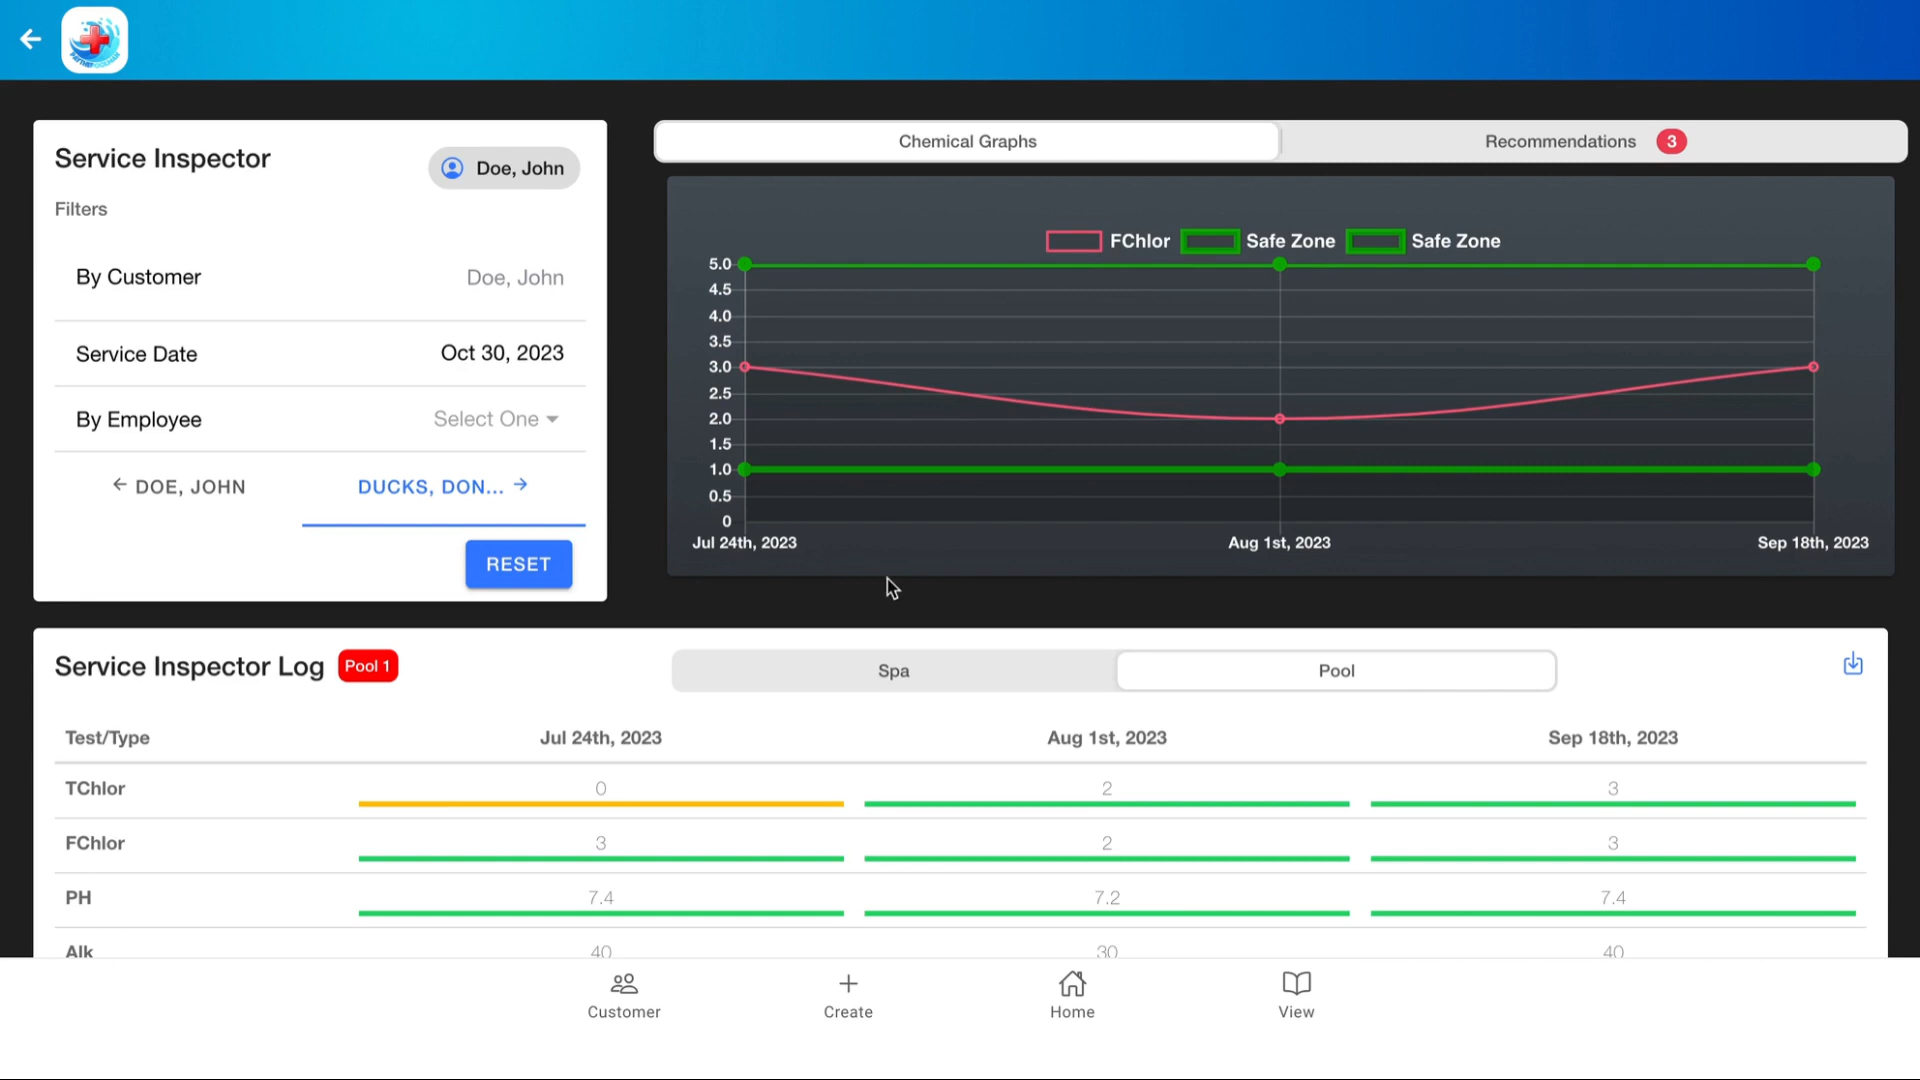 Service Inspector
Doe, John
Filters
By Customer
Doe, John
Service Date
Oct 30, 2023
By Employee
Select One
DOE, JOHN
DUCKS, DON...
RESET
Chemical Graphs
Recommendations 3
FChlor Safe Zone Safe Zone
5.0
4.5
4.0
3.5
3.0
2.5
2.0
1.5
1.0
0.5
0
Jul 24th, 2023 Aug 1st, 2023 Sep 18th, 2023
Service Inspector Log Pool 1
Spa Pool
Test/Type Jul 24th, 2023 Aug 1st, 2023 Sep 18th, 2023
TChlor 0 2 3
FChlor 3 2 3
PH 7.4 7.2 7.4
Alk 40 30 40
Customer Create Home View